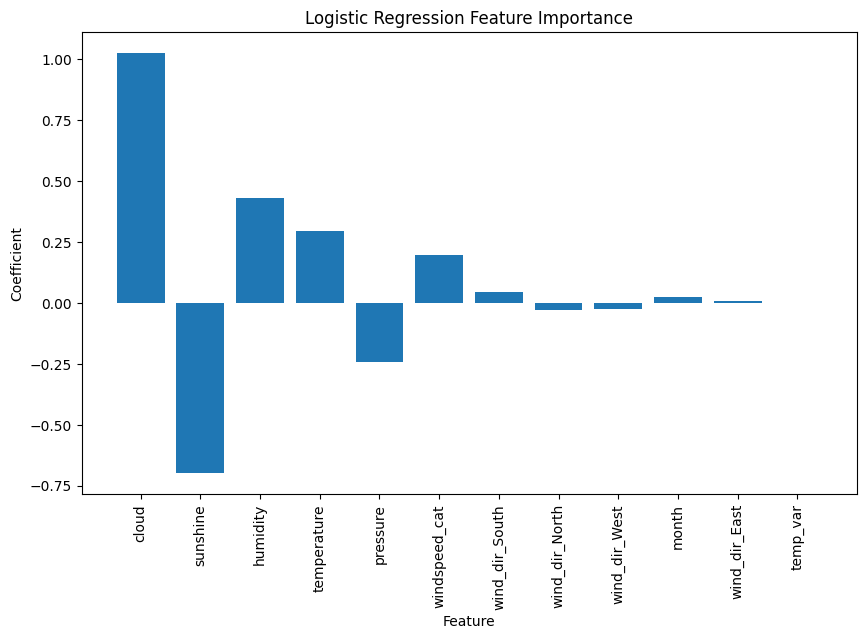 Logistic Regression Feature Importance
1.00
0.75
0.50
0.25
0.00
−0.25
−0.50
−0.75
Coefficient
cloud
sunshine
humidity
temperature
pressure
windspeed_cat
wind_dir_South
wind_dir_North
wind_dir_West
month
wind_dir_East
temp_var
Feature